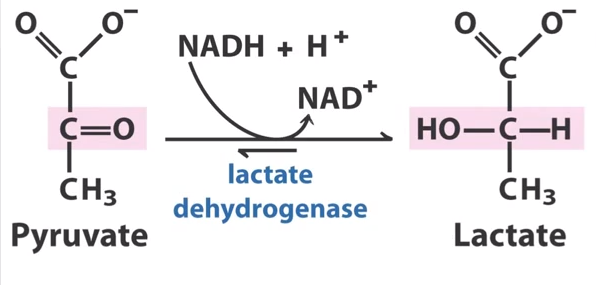 O O⁻
C
C=O
CH₃
Pyruvate
NADH + H⁺
NAD⁺
lactate
dehydrogenase
O O⁻
C
HO—C—H
CH₃
Lactate